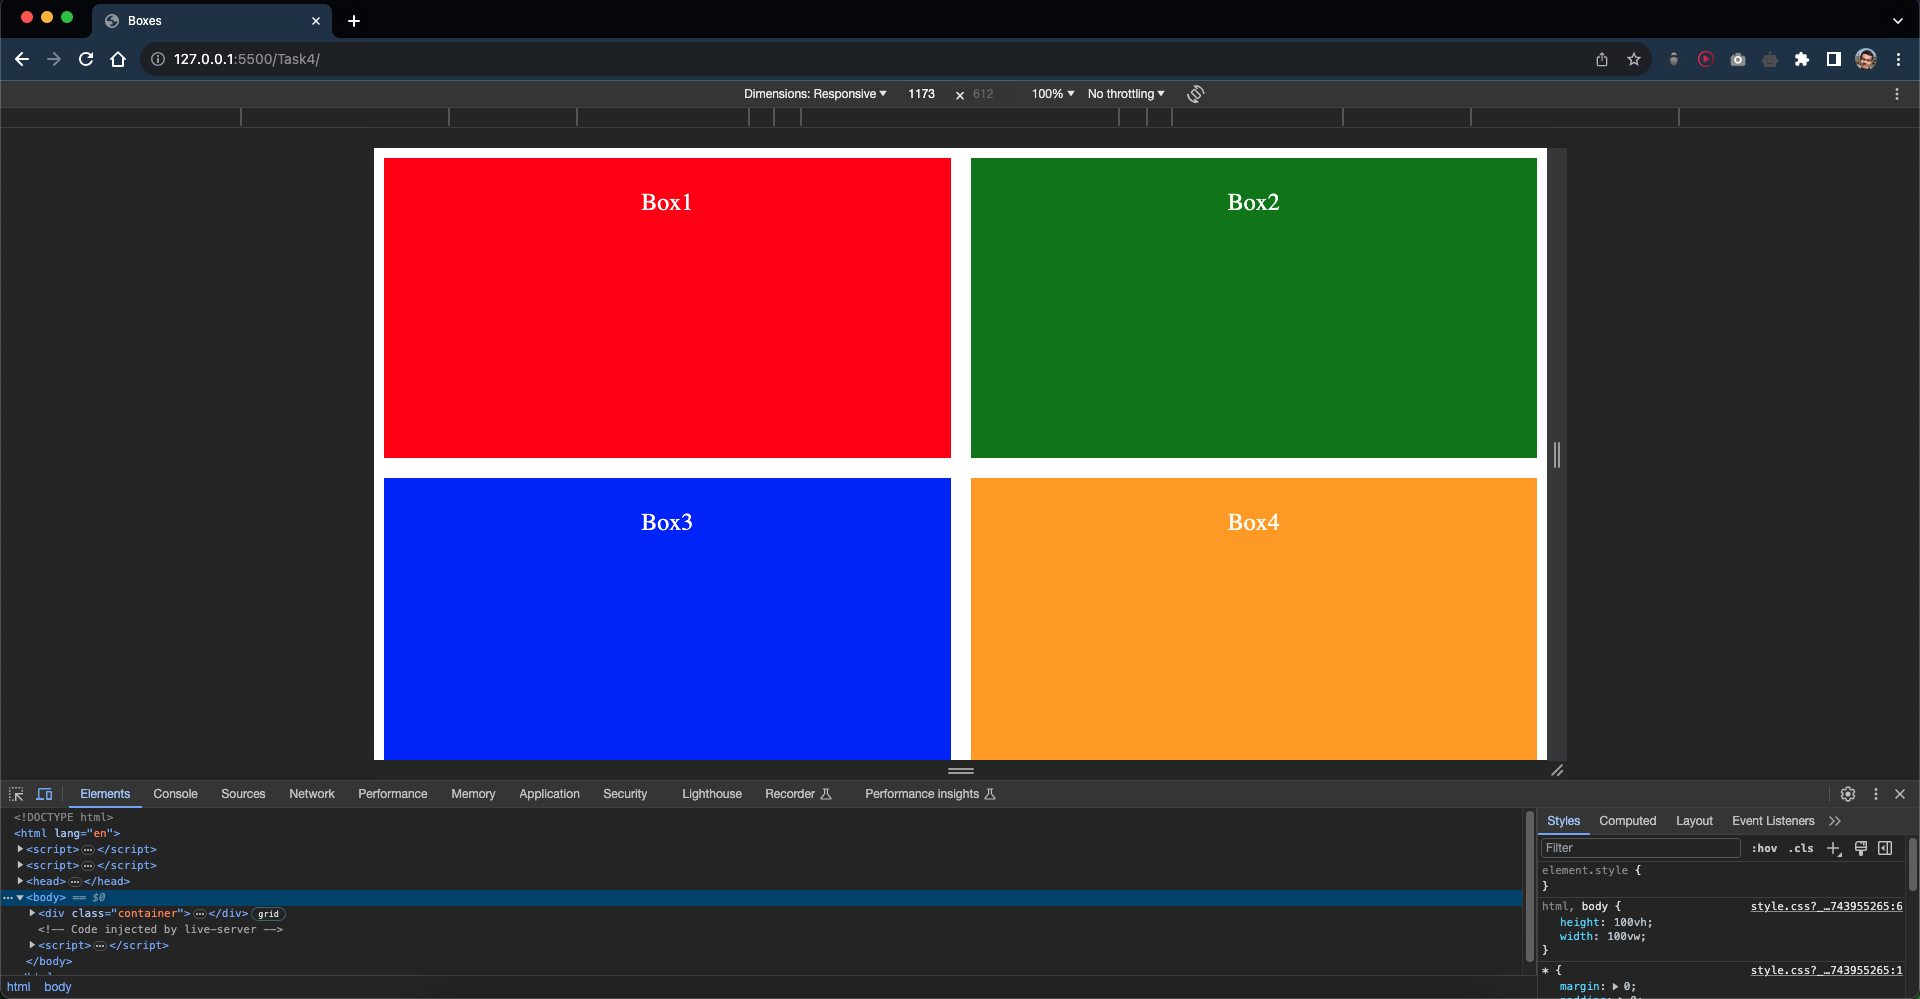 Boxes
127.0.0.1:5500/Task4/
Dimensions: Responsive 1173 × 612 100% No throttling
Box1 Box2
Box3 Box4
Elements Console Sources Network Performance Memory Application Security Lighthouse Recorder Performance insights
<!DOCTYPE html>
<html lang="en">
<script>…</script>
<script>…</script>
<head>…</head>
<body> == $0
<div class="container">…</div> grid
<!-- Code injected by live-server -->
<script>…</script>
</body>
html body
Styles Computed Layout Event Listeners
Filter :hov .cls
element.style {
}
html, body { style.css?_…743955265:6
height: 100vh;
width: 100vw;
}
* { style.css?_…743955265:1
margin: 0;